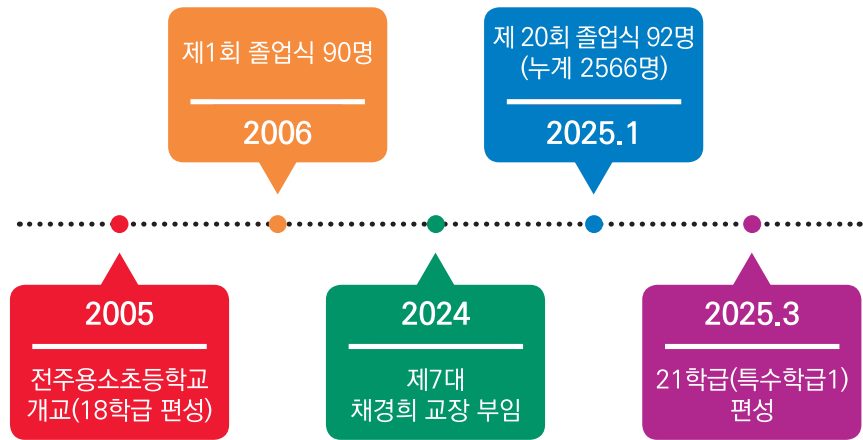 제1회 졸업식 90명
2006
제 20회 졸업식 92명
(누계 2566명)
2025.1
2005
전주용소초등학교
개교(18학급 편성)
2024
제7대
채경희 교장 부임
2025.3
21학급(특수학급1)
편성